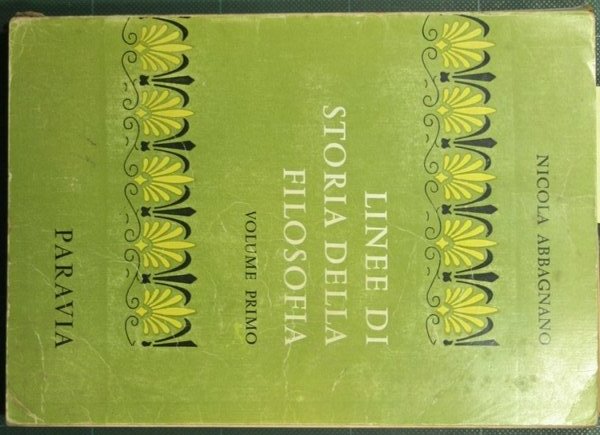 NICOLA ABBAGNANO
LINEE DI
STORIA DELLA
FILOSOFIA
VOLUME PRIMO
PARAVIA